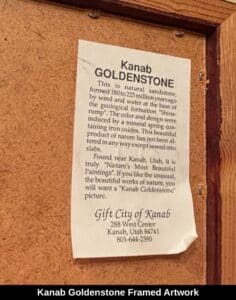 Kanab
GOLDENSTONE
This is natural sandstone,
formed 180 to 225 million years ago
by wind and water at the base of
the geological formation "Shina-
rump". The color and design were
induced by a mineral spring con-
taining iron oxides. This beautiful
product of nature has not been al-
tered in any way except sawed into
slabs.
Found near Kanab, Utah, it is
truly "Nature's Most Beautiful
Paintings". If you like the unusual,
the beautiful works of nature, you
will want a "Kanab Goldenstone"
picture.
Gift City of Kanab
288 West Center
Kanab, Utah 84741
801-644-2390
Kanab Goldenstone Framed Artwork